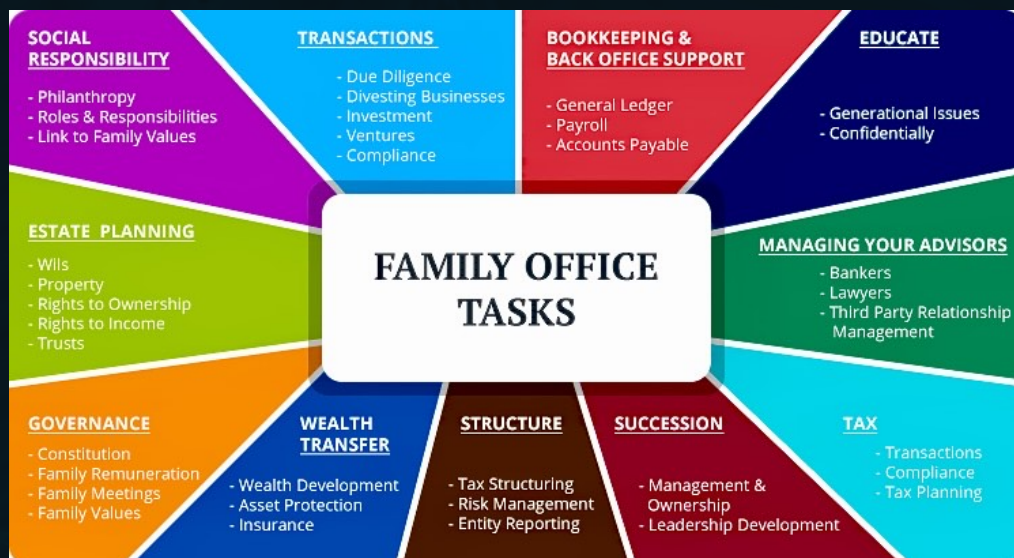 SOCIAL
RESPONSIBILITY
- Philanthropy
- Roles & Responsibilities
- Link to Family Values
TRANSACTIONS
- Due Diligence
- Divesting Businesses
- Investment
- Ventures
- Compliance
BOOKKEEPING &
BACK OFFICE SUPPORT
- General Ledger
- Payroll
- Accounts Payable
EDUCATE
- Generational Issues
- Confidentially
ESTATE PLANNING
- Wils
- Property
- Rights to Ownership
- Rights to Income
- Trusts
FAMILY OFFICE
TASKS
MANAGING YOUR ADVISORS
- Bankers
- Lawyers
- Third Party Relationship
Management
GOVERNANCE
- Constitution
- Family Remuneration
- Family Meetings
- Family Values
WEALTH
TRANSFER
- Wealth Development
- Asset Protection
- Insurance
STRUCTURE
- Tax Structuring
- Risk Management
- Entity Reporting
SUCCESSION
- Management &
Ownership
- Leadership Development
TAX
- Transactions
- Compliance
- Tax Planning